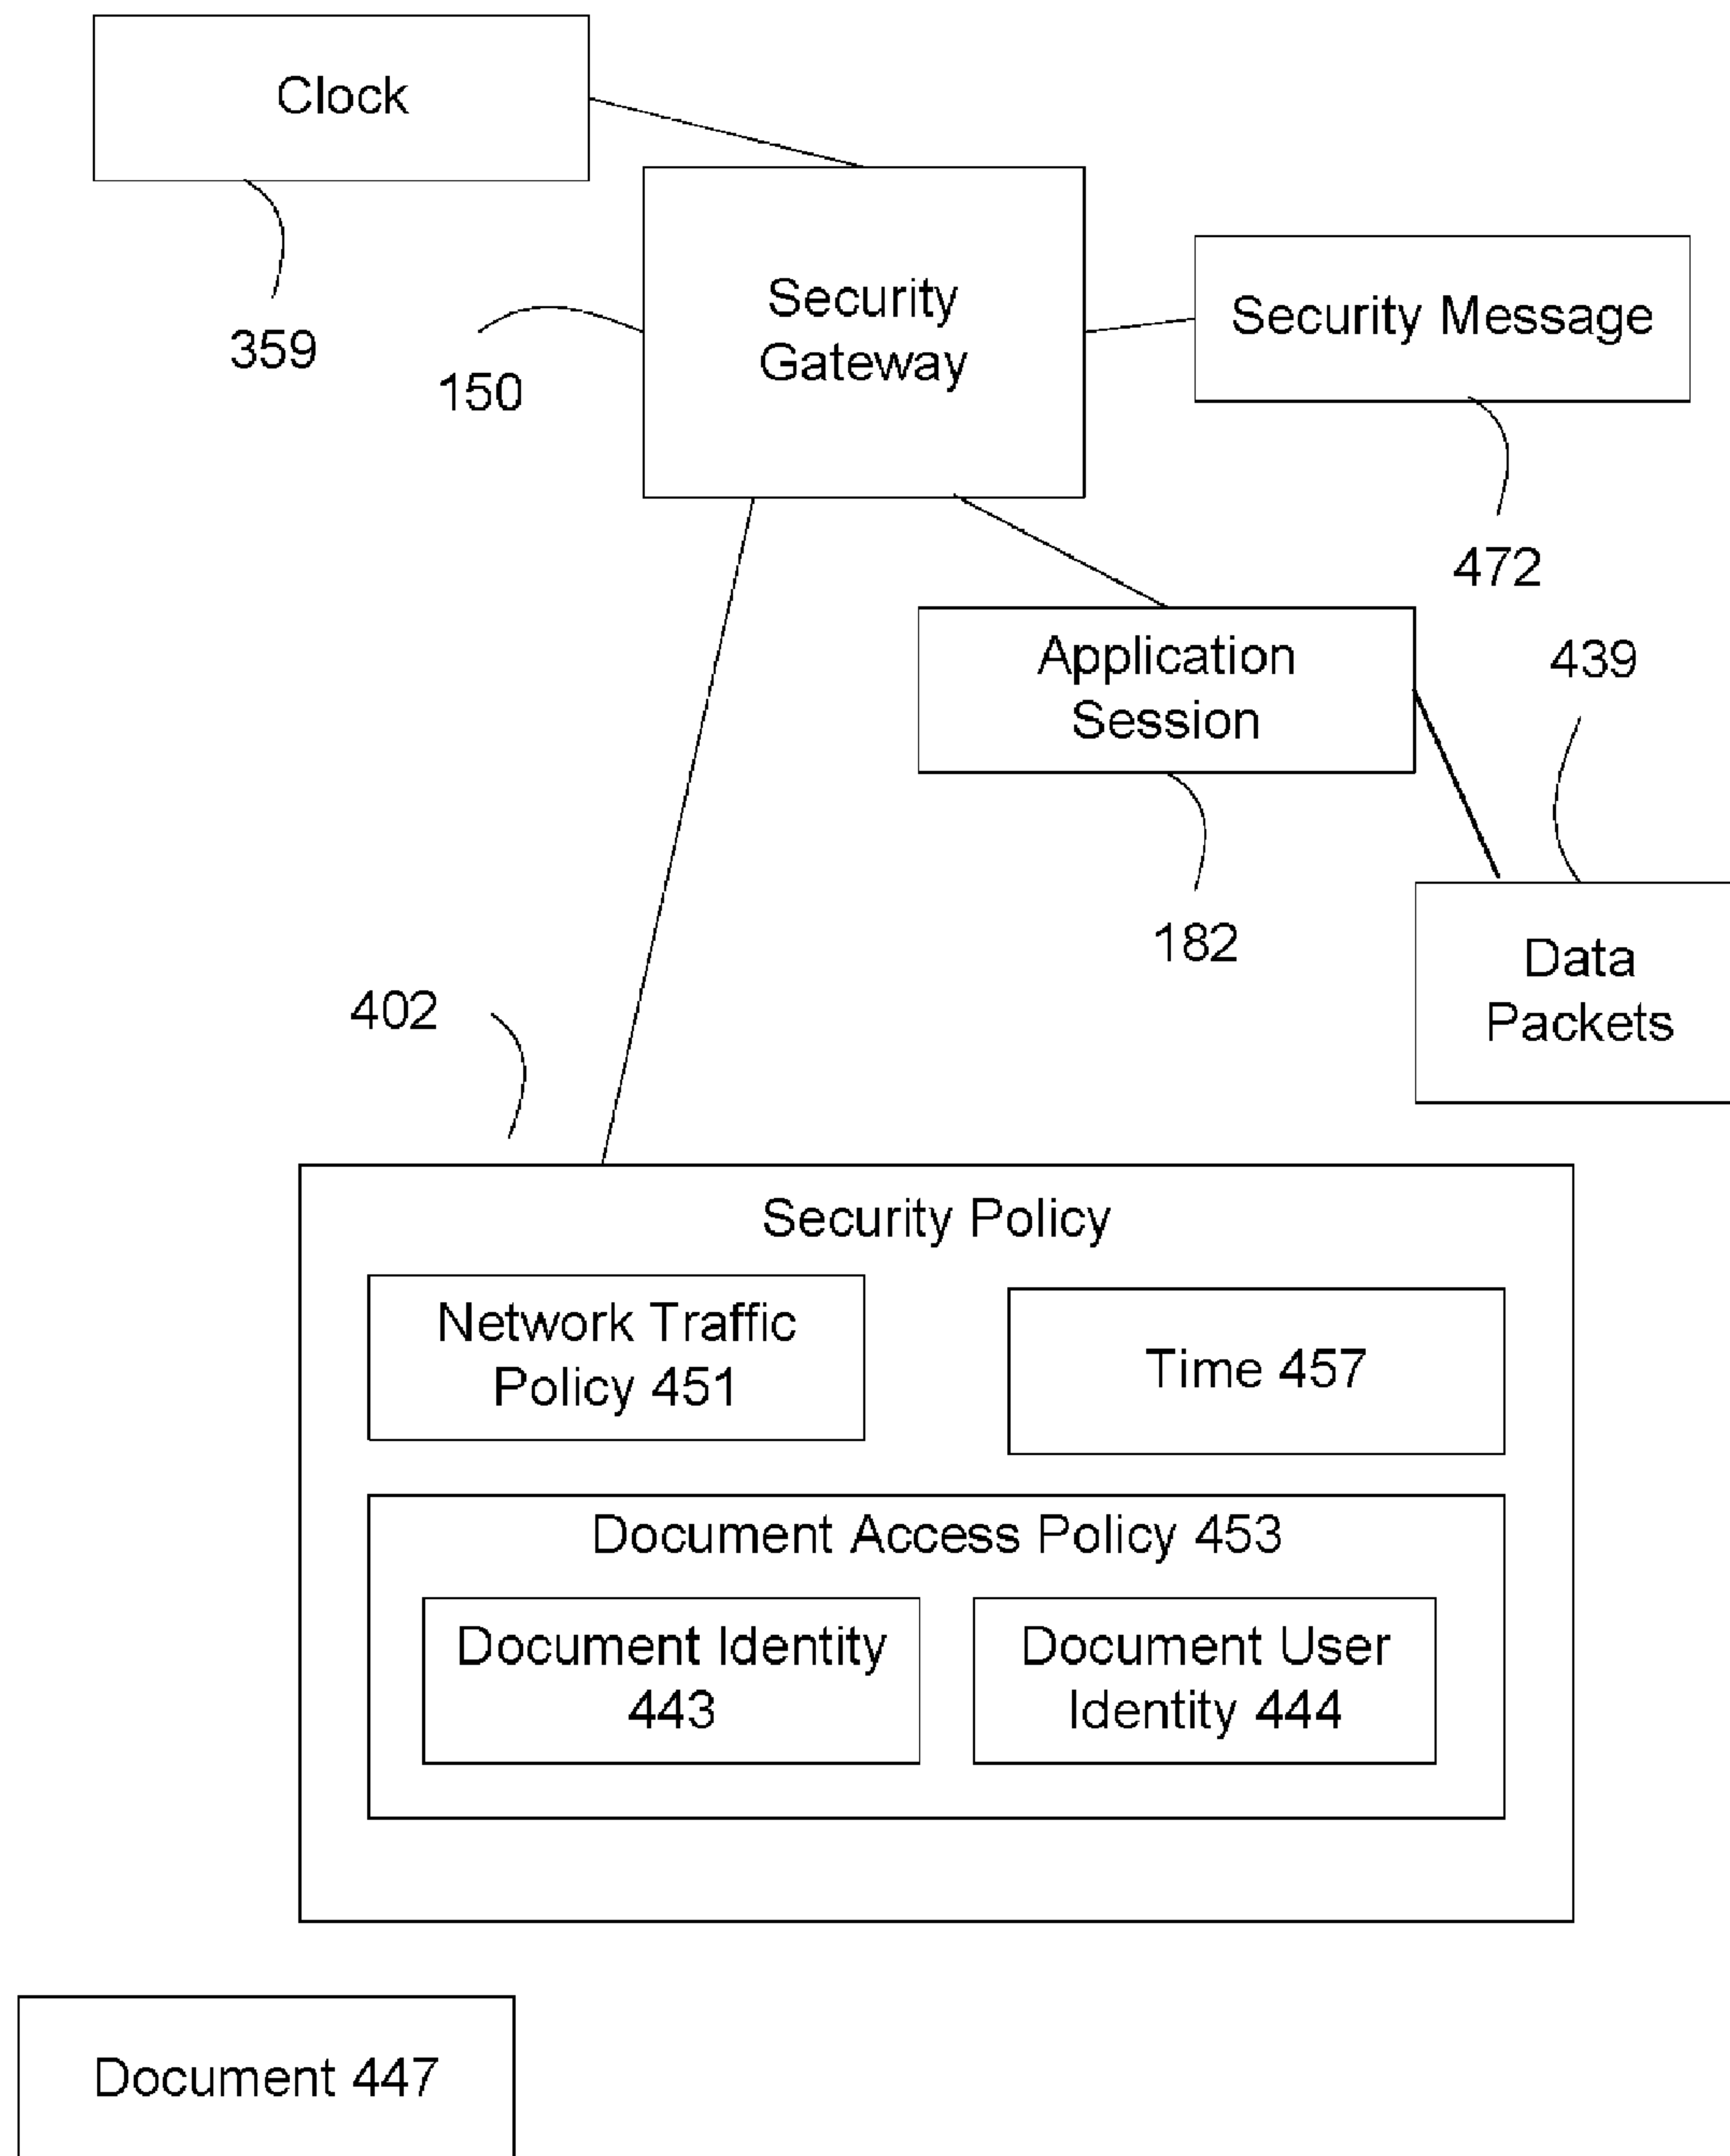 Clock
359
Security
Gateway
150
Security Message
472
Application
Session
182
439
Data
Packets
402
Security Policy
Network Traffic
Policy 451
Time 457
Document Access Policy 453
Document Identity
443
Document User
Identity 444
Document 447